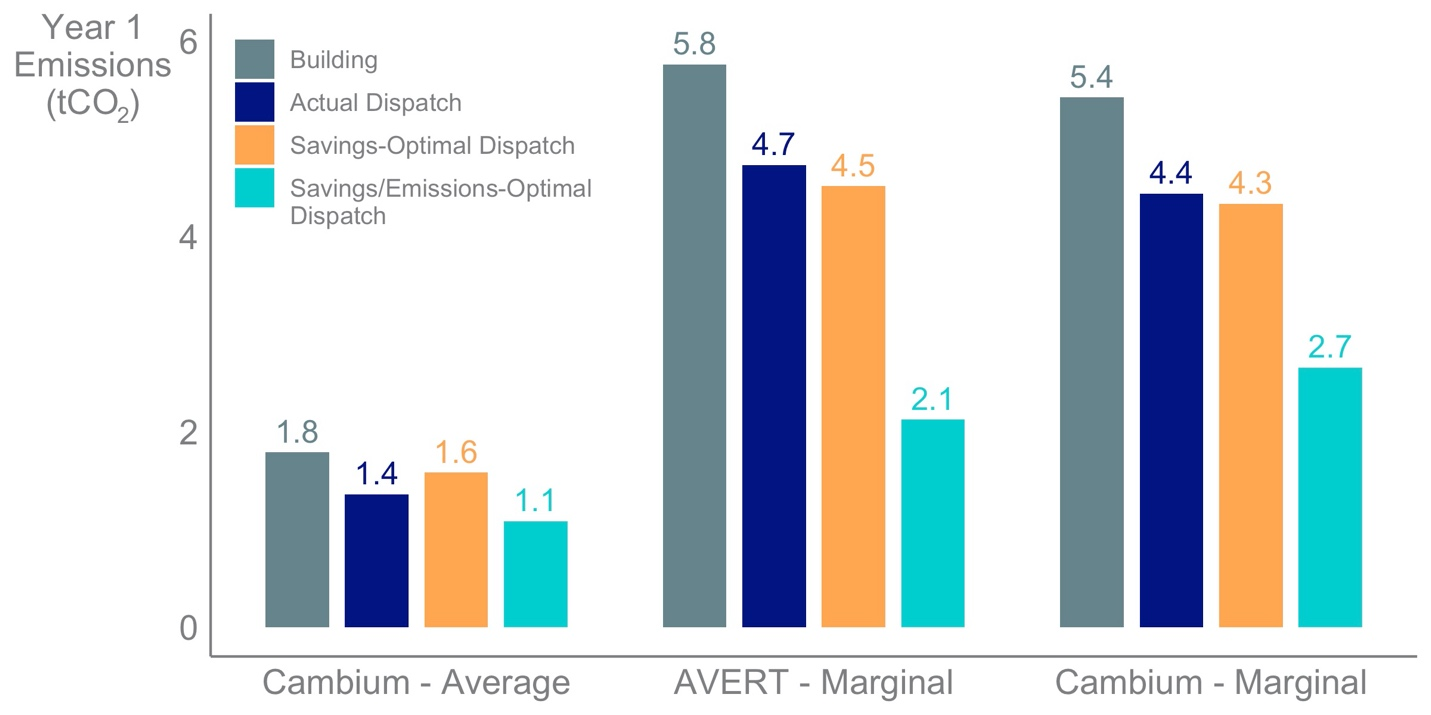 Year 1
Emissions
(tCO₂)
6
4
2
0
Building
Actual Dispatch
Savings-Optimal Dispatch
Savings/Emissions-Optimal
Dispatch
1.8
1.4
1.6
1.1
5.8
4.7
4.5
2.1
5.4
4.4
4.3
2.7
Cambium - Average
AVERT - Marginal
Cambium - Marginal